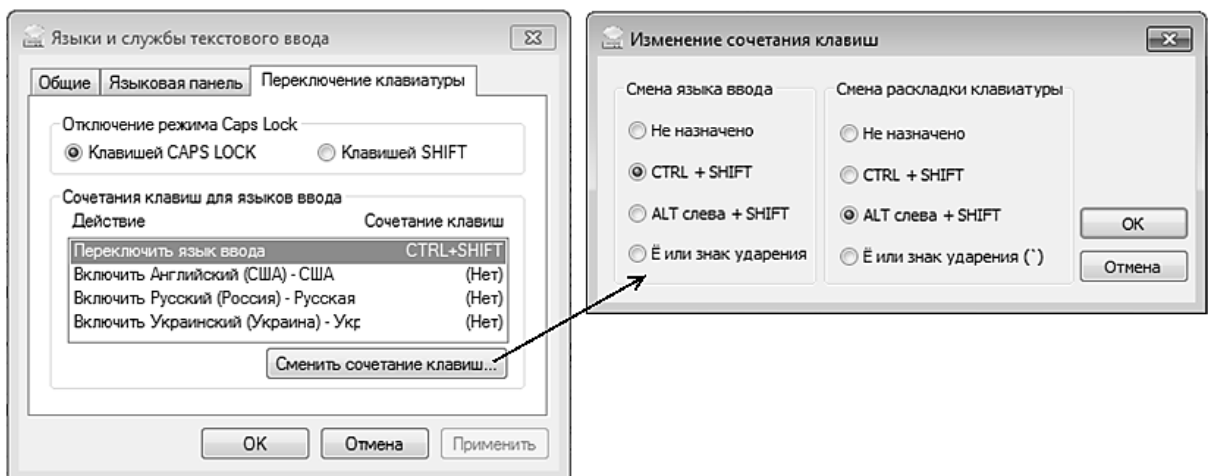 Языки и службы текстового ввода
Общие Языковая панель Переключение клавиатуры
Отключение режима Caps Lock
Клавишей CAPS LOCK Клавишей SHIFT
Сочетания клавиш для языков ввода
Действие Сочетание клавиш
Переключить язык ввода CTRL+SHIFT
Включить Английский (США) - США (Нет)
Включить Русский (Россия) - Русская (Нет)
Включить Украинский (Украина) - Укр (Нет)
Сменить сочетание клавиш...
OK Отмена Применить
Изменение сочетания клавиш
Смена языка ввода Смена раскладки клавиатуры
Не назначено Не назначено
CTRL + SHIFT CTRL + SHIFT
ALT слева + SHIFT ALT слева + SHIFT
Ё или знак ударения Ё или знак ударения (`)
OK
Отмена